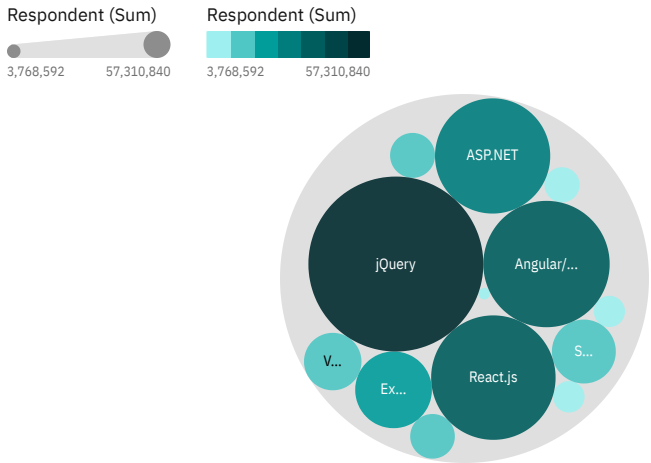 Respondent (Sum)
3,768,592 57,310,840
Respondent (Sum)
3,768,592 57,310,840
ASP.NET
jQuery
Angular/...
S...
V...
React.js
Ex...